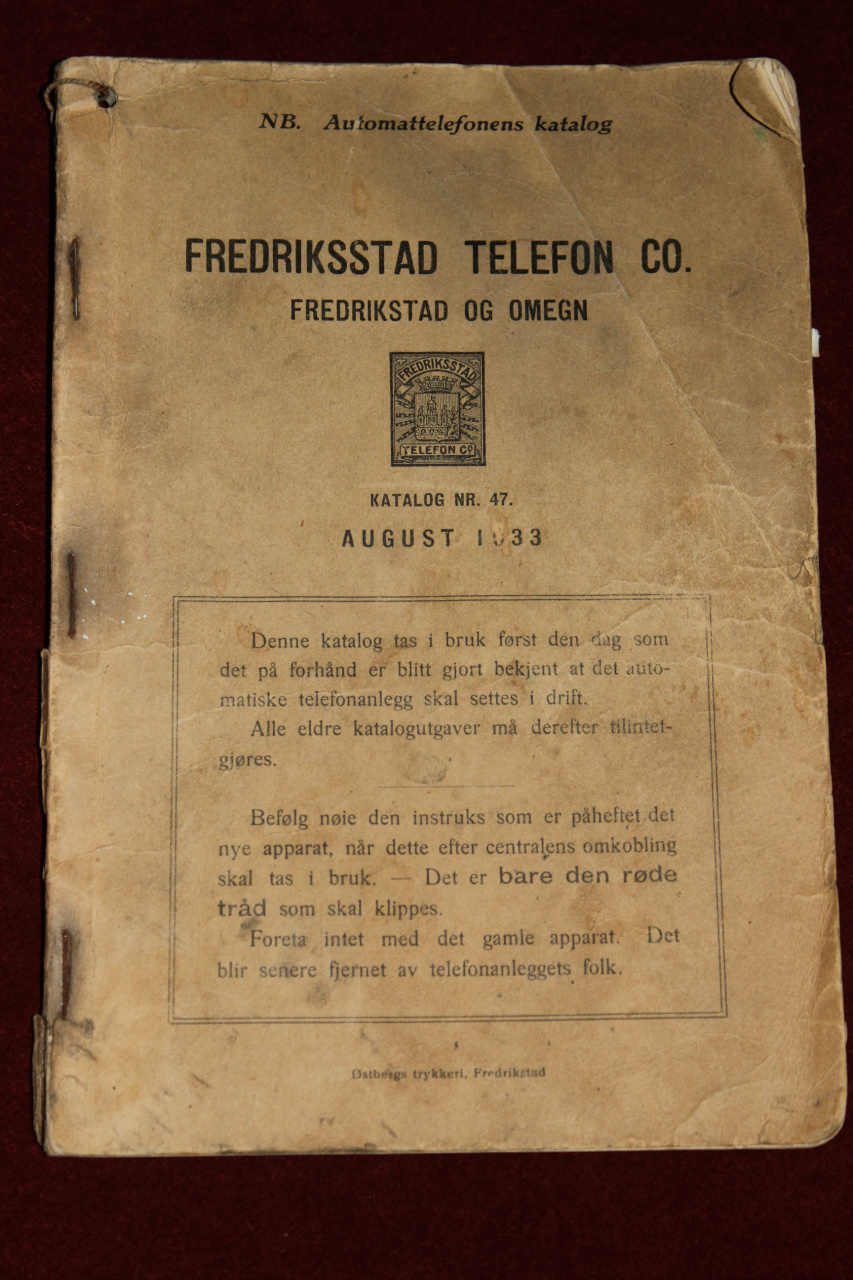 NB. Automattelefonens katalog
FREDRIKSSTAD TELEFON CO.
FREDRIKSTAD OG OMEGN
FREDRIKSSTAD
TELEFON CO
KATALOG NR. 47.
AUGUST 1933
Denne katalog tas i bruk først den dag som
det på forhånd er blitt gjort bekjent at det auto-
matiske telefonanlegg skal settes i drift.
Alle eldre katalogutgaver må derefter tilintet-
gjøres.
Befølg nøie den instruks som er påheftet det
nye apparat, når dette efter centralens omkobling
skal tas i bruk. — Det er bare den røde
tråd som skal klippes.
Foreta intet med det gamle apparat. Det
blir senere fjernet av telefonanleggets folk.
Østbergs trykkeri, Fredrikstad